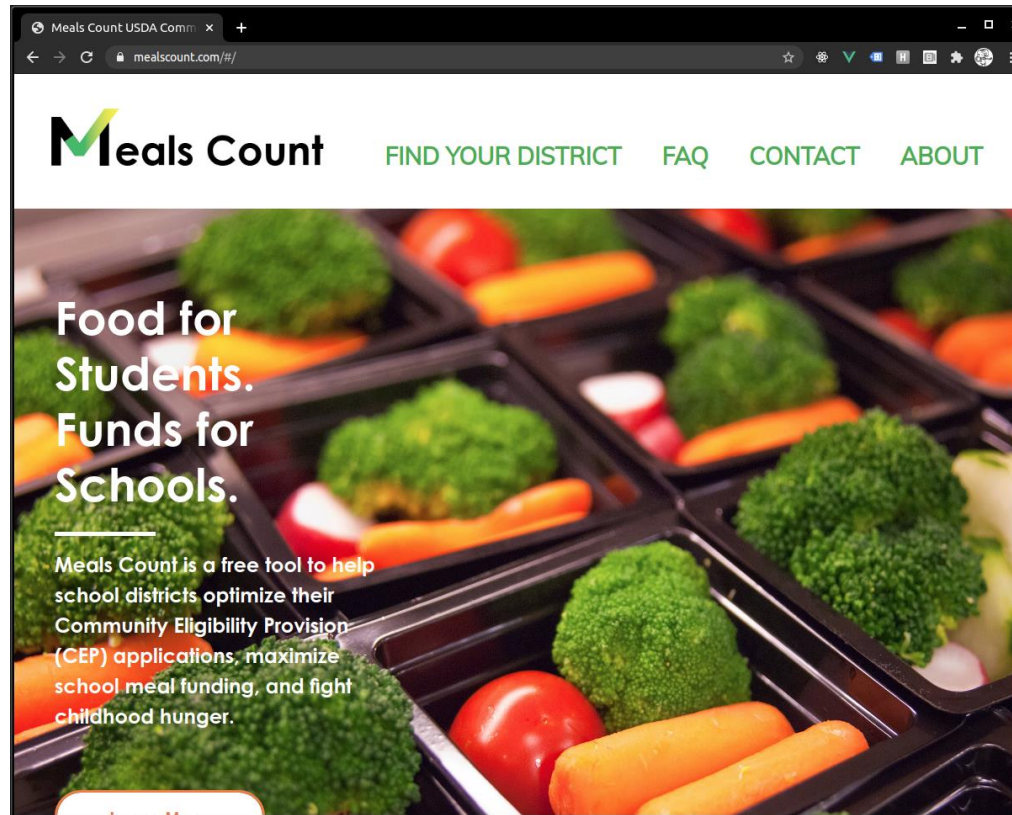 Meals Count USDA Comm
mealscount.com/#/
Meals Count
FIND YOUR DISTRICT
FAQ
CONTACT
ABOUT
Food for
Students.
Funds for
Schools.
Meals Count is a free tool to help
school districts optimize their
Community Eligibility Provision
(CEP) applications, maximize
school meal funding, and fight
childhood hunger.